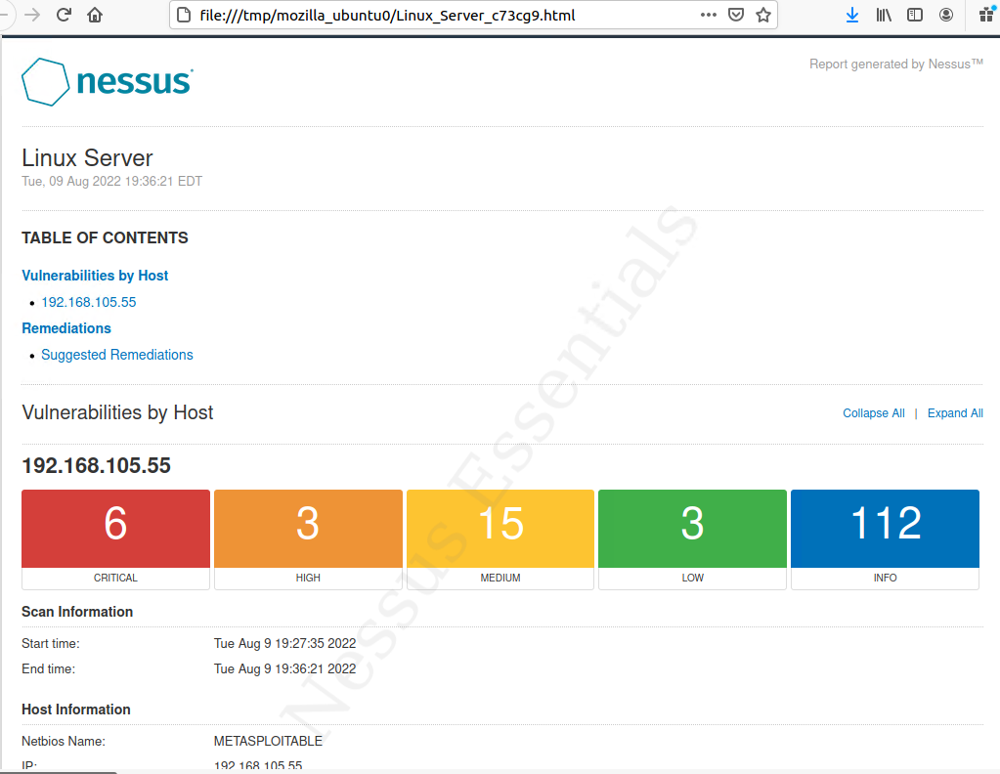 file:///tmp/mozilla_ubuntu0/Linux_Server_c73cg9.html
nessus
Report generated by Nessus™
Linux Server
Tue, 09 Aug 2022 19:36:21 EDT
TABLE OF CONTENTS
Vulnerabilities by Host
• 192.168.105.55
Remediations
• Suggested Remediations
Vulnerabilities by Host
Collapse All | Expand All
192.168.105.55
6 3 15 3 112
CRITICAL HIGH MEDIUM LOW INFO
Scan Information
Start time: Tue Aug 9 19:27:35 2022
End time: Tue Aug 9 19:36:21 2022
Host Information
Netbios Name: METASPLOITABLE
IP: 192.168.105.55
Nessus Essentials